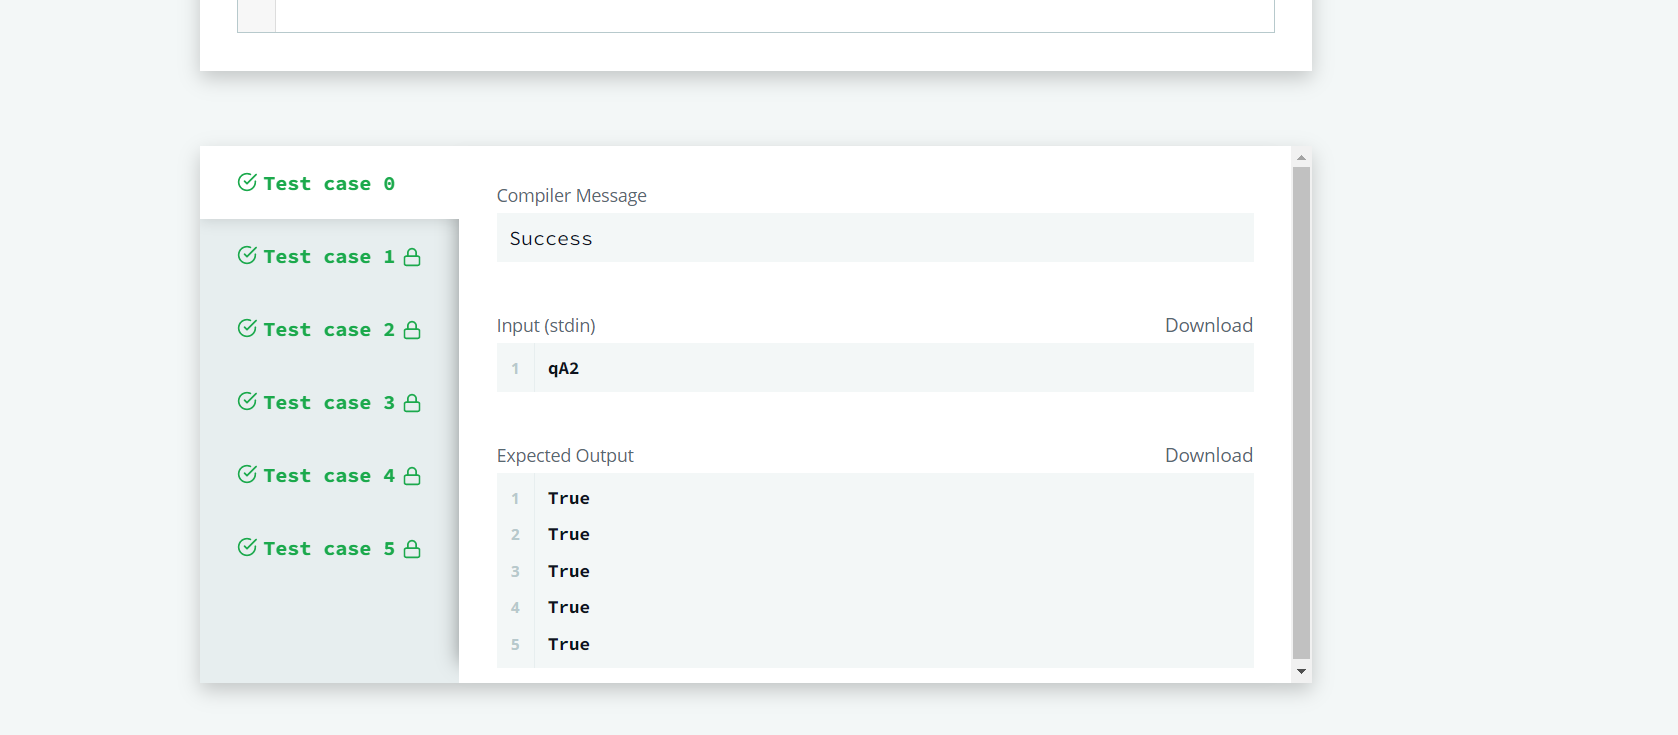 Test case 0
Test case 1
Test case 2
Test case 3
Test case 4
Test case 5
Compiler Message
Success
Input (stdin)
Download
1 qA2
Expected Output
Download
1 True
2 True
3 True
4 True
5 True